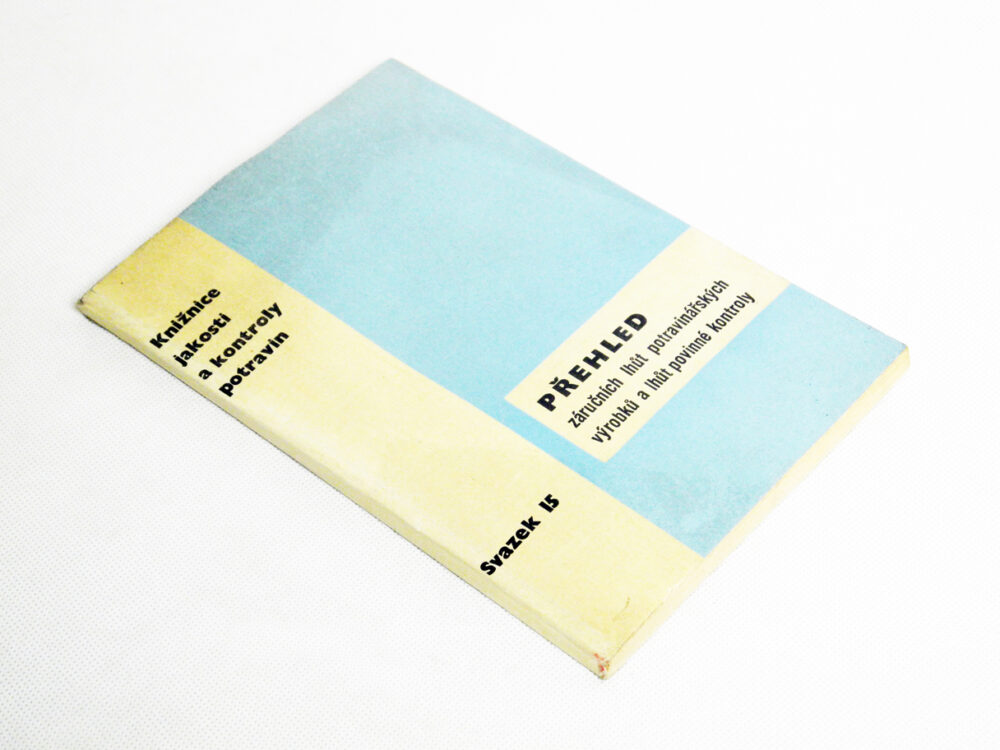 Knižnice
jakosti
a kontroly
potravin
PŘEHLED
záručních lhůt potravinářských
výrobků a lhůt povinné kontroly
Svazek 15